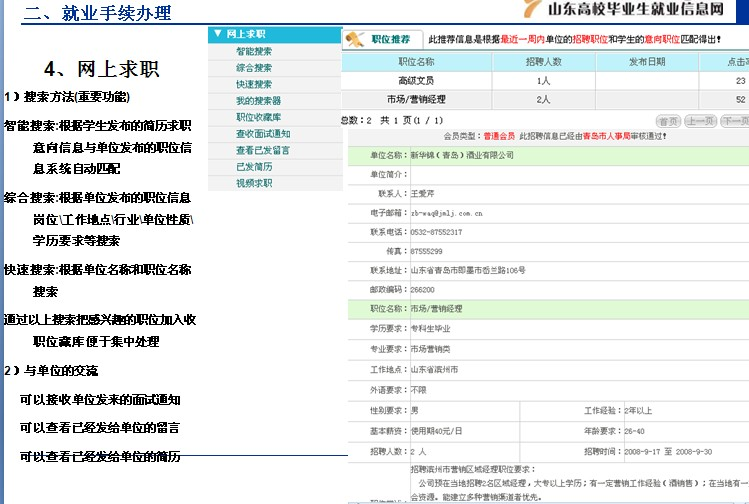 二、就业手续办理
山东高校毕业生就业信息网
4、网上求职
1）搜索方法(重要功能)
智能搜索:根据学生发布的简历求职
意向信息与单位发布的职位信
息系统自动匹配
综合搜索:根据单位发布的职位信息
岗位\工作地点\行业\单位性质\
学历要求等搜索
快速搜索:根据单位名称和职位名称
搜索
通过以上搜索把感兴趣的职位加入收
职位藏库 便于集中处理
2）与单位的交流
可以接收单位发来的面试通知
可以查看已经发给单位的留言
可以查看已经发给单位的简历
▼ 网上求职
智能搜索
综合搜索
快速搜索
我的搜索器
职位收藏库
查收面试通知
查看已发留言
已发简历
视频求职
职位推荐 此推荐信息是根据最近一周内单位的招聘职位和学生的意向职位匹配得出！
职位名称 招聘人数 发布日期 点击率
高级文员 1人 23
市场/营销经理 2人 52
总数：2 共 1 页(1 / 1) 首页 上一页 下一页
会员类型：普通会员 此招聘信息已经由青岛市人事局审核通过！
单位名称：新华锦（青岛）酒业有限公司
单位简介：
联系人：王爱芹
电子邮箱：zb-waq@jmlj.com.cn
联系电话：0532-87552317
传真：87555299
联系地址：山东省青岛市即墨市岙兰路106号
邮政编码：266200
职位名称：市场/营销经理
学历要求：专科生毕业
专业要求：市场营销类
工作地点：山东省滨州市
外语要求：不限
性别要求：男 工作经验：2年以上
基本薪资：使用期40元/日 年龄要求：26-40
招聘人数：2 人 招聘时间：2008-9-17 至 2008-9-30
招聘滨州市营销区域经理职位要求：
公司预在当地招聘2名区域经理，大专以上学历；有一定营销工作经验（酒销售）；在当地有一
会资源。能建立多种营销渠道者优先。